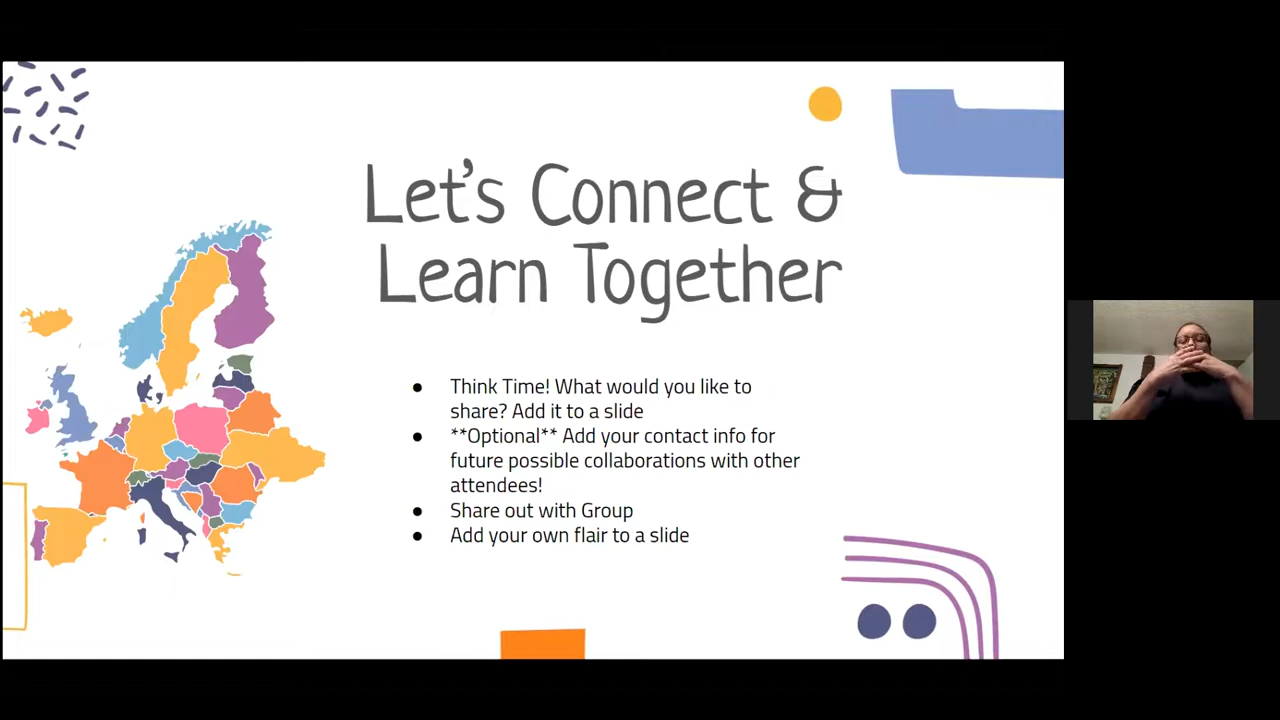 Let's Connect &
Learn Together
● Think Time! What would you like to
share? Add it to a slide
● **Optional** Add your contact info for
future possible collaborations with other
attendees!
● Share out with Group
● Add your own flair to a slide